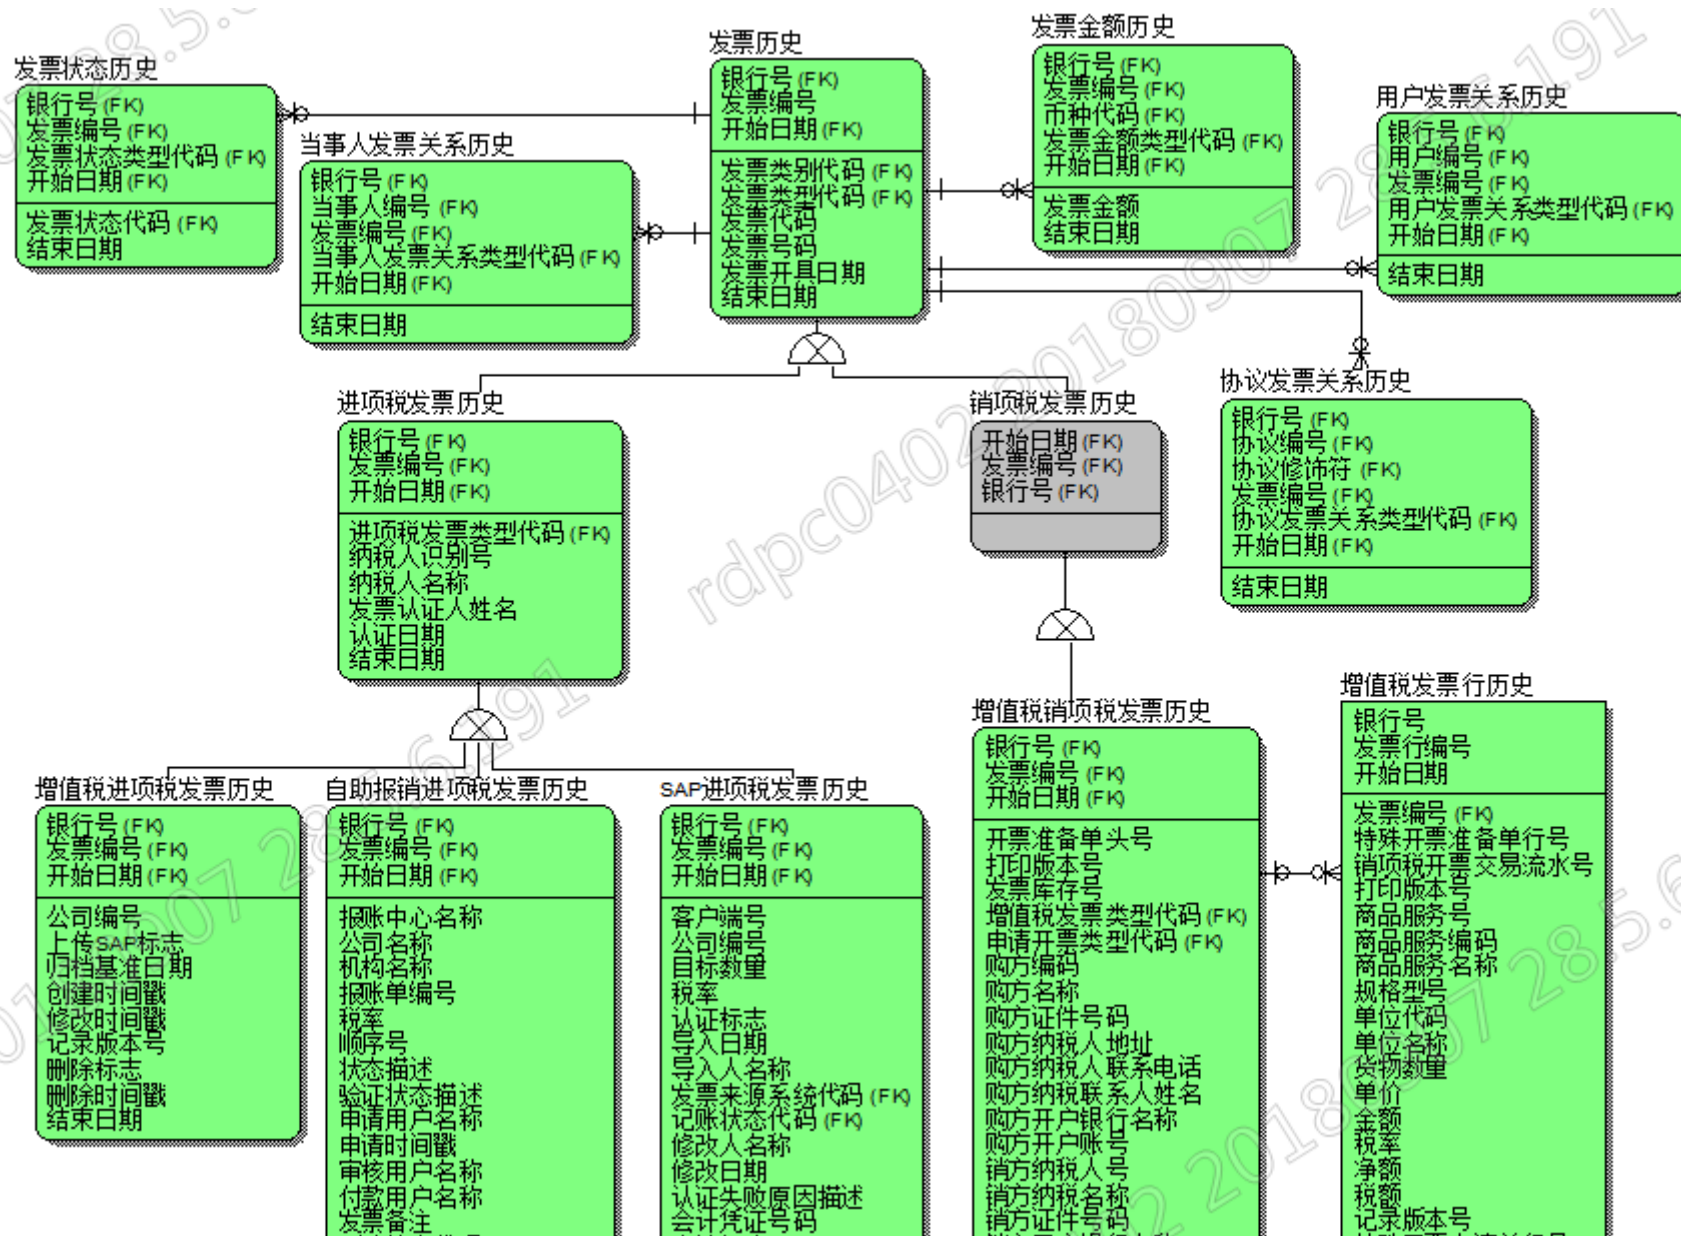 发票状态历史
银行号 (FK)
发票编号 (FK)
发票状态类型代码 (FK)
开始日期 (FK)
发票状态代码 (FK)
结束日期
当事人发票关系历史
银行号 (FK)
当事人编号 (FK)
发票编号 (FK)
当事人发票关系类型代码 (FK)
开始日期 (FK)
结束日期
发票历史
银行号 (FK)
发票编号
开始日期 (FK)
发票类别代码 (FK)
发票类型代码 (FK)
发票代码
发票号码
发票开具日期
结束日期
发票金额历史
银行号 (FK)
发票编号 (FK)
币种代码 (FK)
发票金额类型代码 (FK)
开始日期 (FK)
发票金额
结束日期
用户发票关系历史
银行号 (FK)
用户编号 (FK)
发票编号 (FK)
用户发票关系类型代码 (FK)
开始日期 (FK)
结束日期
进项税发票历史
银行号 (FK)
发票编号 (FK)
开始日期 (FK)
进项税发票类型代码 (FK)
纳税人识别号
纳税人名称
发票认证人姓名
认证日期
结束日期
销项税发票历史
开始日期 (FK)
发票编号 (FK)
银行号 (FK)
协议发票关系历史
银行号 (FK)
协议编号 (FK)
协议修饰符 (FK)
发票编号 (FK)
协议发票关系类型代码 (FK)
开始日期 (FK)
结束日期
增值税进项税发票历史
银行号 (FK)
发票编号 (FK)
开始日期 (FK)
公司编号
上传SAP标志
归档基准日期
创建时间戳
修改时间戳
记录版本号
删除标志
删除时间戳
结束日期
自助报销进项税发票历史
银行号 (FK)
发票编号 (FK)
开始日期 (FK)
报账中心名称
公司名称
机构名称
报账单编号
税率
顺序号
状态描述
验证状态描述
申请用户名称
申请时间戳
审核用户名称
付款用户名称
发票备注
SAP进项税发票历史
银行号 (FK)
发票编号 (FK)
开始日期 (FK)
客户端号
公司编号
目标数量
税率
认证标志
导入日期
导入人名称
发票来源系统代码 (FK)
记账状态代码 (FK)
修改人名称
修改日期
认证失败原因描述
会计凭证号码
增值税销项税发票历史
银行号 (FK)
发票编号 (FK)
开始日期 (FK)
开票准备单头号
打印版本号
发票库存号
增值税发票类型代码 (FK)
申请开票类型代码 (FK)
购方编码
购方名称
购方证件号码
购方纳税人地址
购方纳税人联系电话
购方纳税联系人姓名
购方开户银行名称
购方开户账号
销方纳税人号
销方纳税名称
销方证件号码
增值税发票行历史
银行号
发票行编号
开始日期
发票编号 (FK)
特殊开票准备单行号
销项税开票交易流水号
打印版本号
商品服务号
商品服务编码
商品服务名称
规格型号
单位代码
单位名称
货物数量
单价
金额
税率
净额
税额
记录版本号
rdpc0402 20180907 28.5.6.191